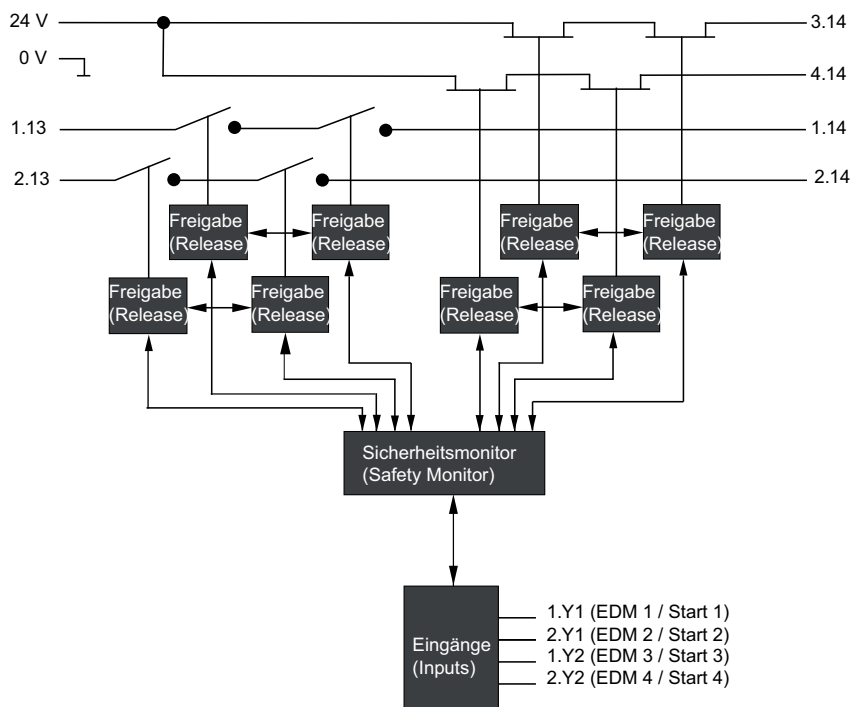 24 V
3.14
0 V
4.14
1.13
1.14
2.13
2.14
Freigabe
(Release)
Freigabe
(Release)
Freigabe
(Release)
Freigabe
(Release)
Freigabe
(Release)
Freigabe
(Release)
Freigabe
(Release)
Freigabe
(Release)
Sicherheitsmonitor
(Safety Monitor)
Eingänge
(Inputs)
1.Y1 (EDM 1 / Start 1)
2.Y1 (EDM 2 / Start 2)
1.Y2 (EDM 3 / Start 3)
2.Y2 (EDM 4 / Start 4)